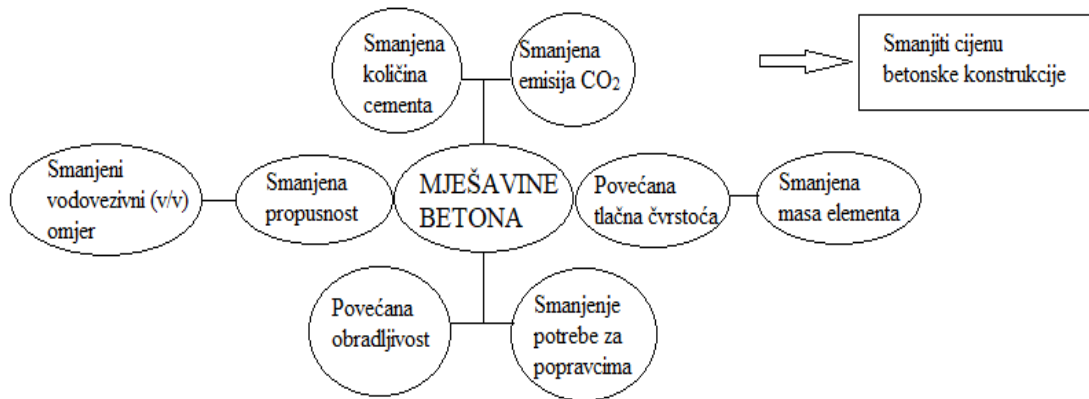 Smanjena
količina
cementa
Smanjena
emisija CO₂
Smanjiti cijenu
betonske konstrukcije
Smanjeni
vodovezivni (v/v)
omjer
Smanjena
propusnost
MJEŠAVINE
BETONA
Povećana
tlačna čvrstoća
Smanjena
masa elementa
Povećana
obradljivost
Smanjenje
potrebe za
popravcima